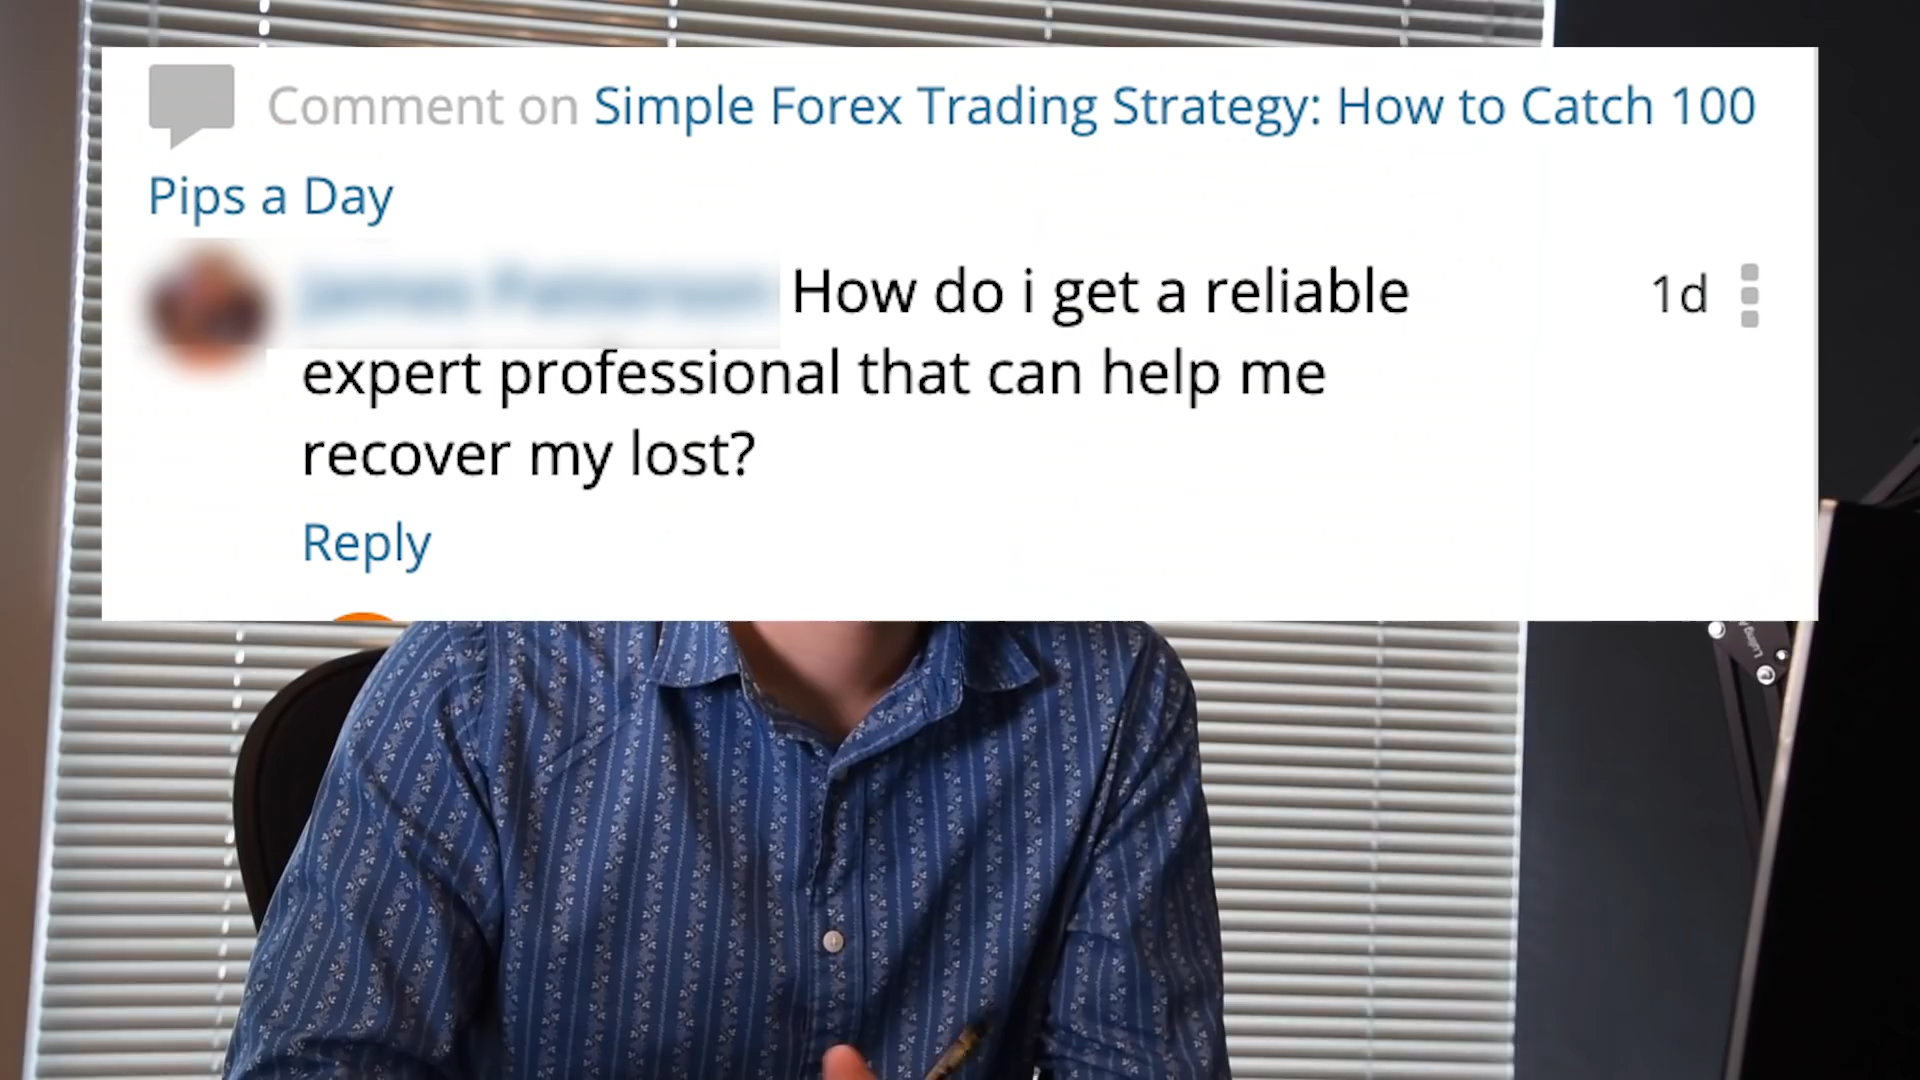 Comment on Simple Forex Trading Strategy: How to Catch 100
Pips a Day
How do i get a reliable
1d
expert professional that can help me
recover my lost?
Reply